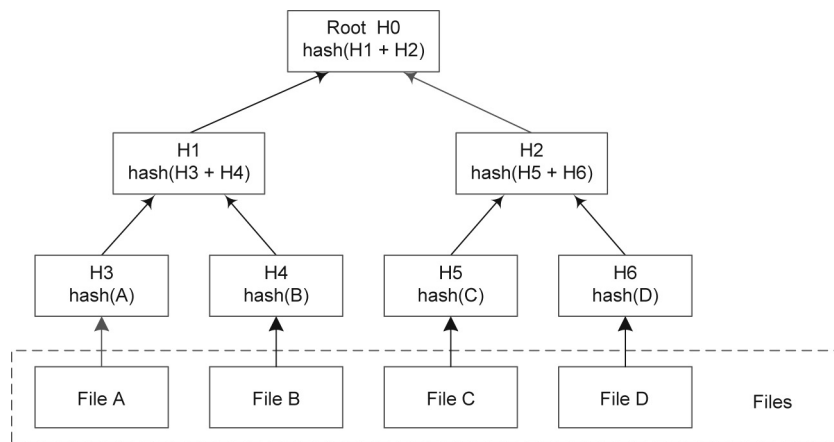 Root H0
hash(H1 + H2)
H1
hash(H3 + H4)
H2
hash(H5 + H6)
H3
hash(A)
H4
hash(B)
H5
hash(C)
H6
hash(D)
File A
File B
File C
File D
Files